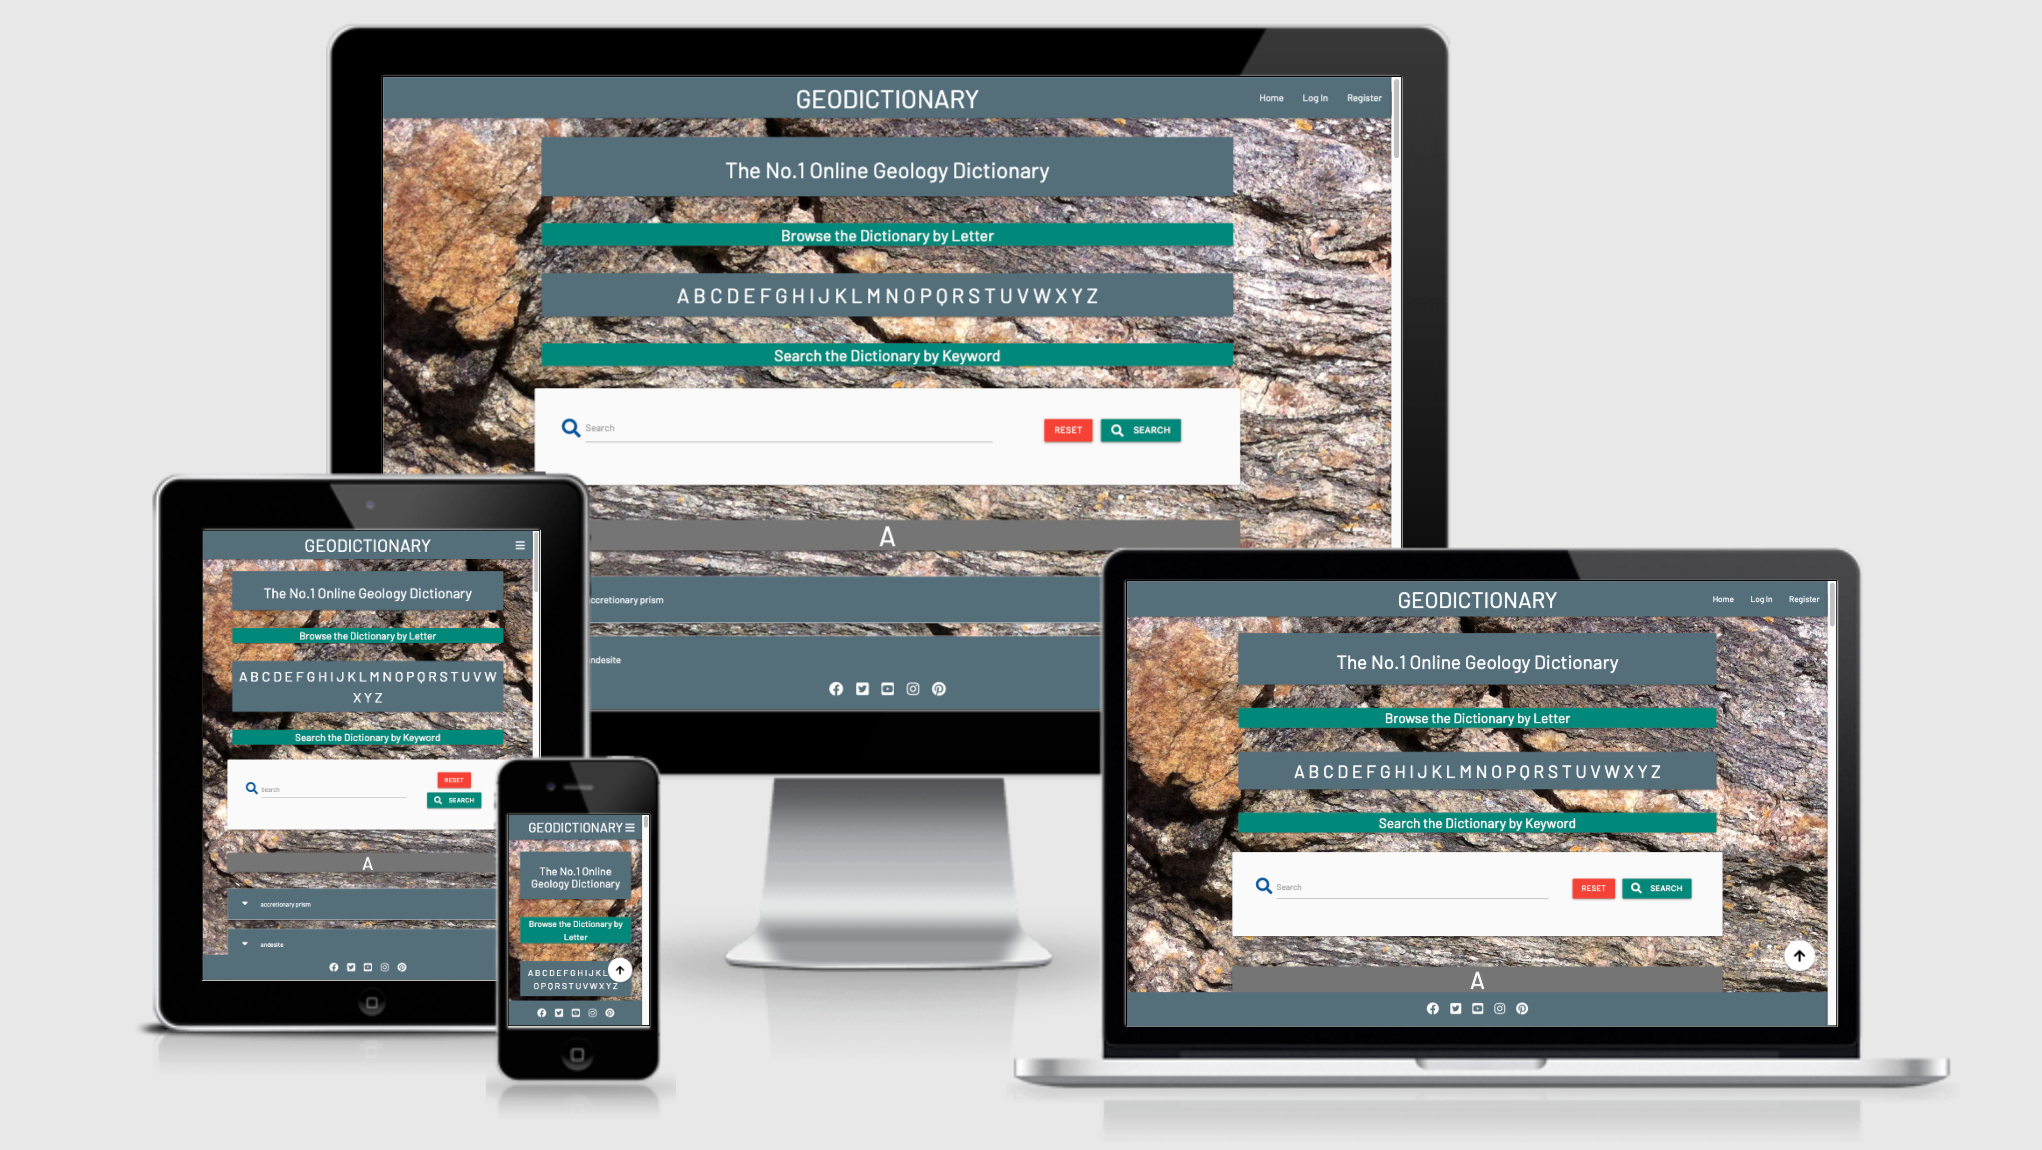 GEODICTIONARY
Home Log In Register
The No.1 Online Geology Dictionary
Browse the Dictionary by Letter
A B C D E F G H I J K L M N O P Q R S T U V W X Y Z
Search the Dictionary by Keyword
Search RESET SEARCH
A
ccretionary prism
ndesite
GEODICTIONARY
The No.1 Online Geology Dictionary
Browse the Dictionary by Letter
A B C D E F G H I J K L M N O P Q R S T U V W
X Y Z
Search the Dictionary by Keyword
RESET
Search
SEARCH
A
accretionary prism
andesite
GEODICTIONARY
The No.1 Online
Geology Dictionary
Browse the Dictionary by
Letter
A B C D E F G H I J K L
O P Q R S T U V W X Y Z
GEODICTIONARY
Home Log In Register
The No.1 Online Geology Dictionary
Browse the Dictionary by Letter
A B C D E F G H I J K L M N O P Q R S T U V W X Y Z
Search the Dictionary by Keyword
Search RESET SEARCH
A